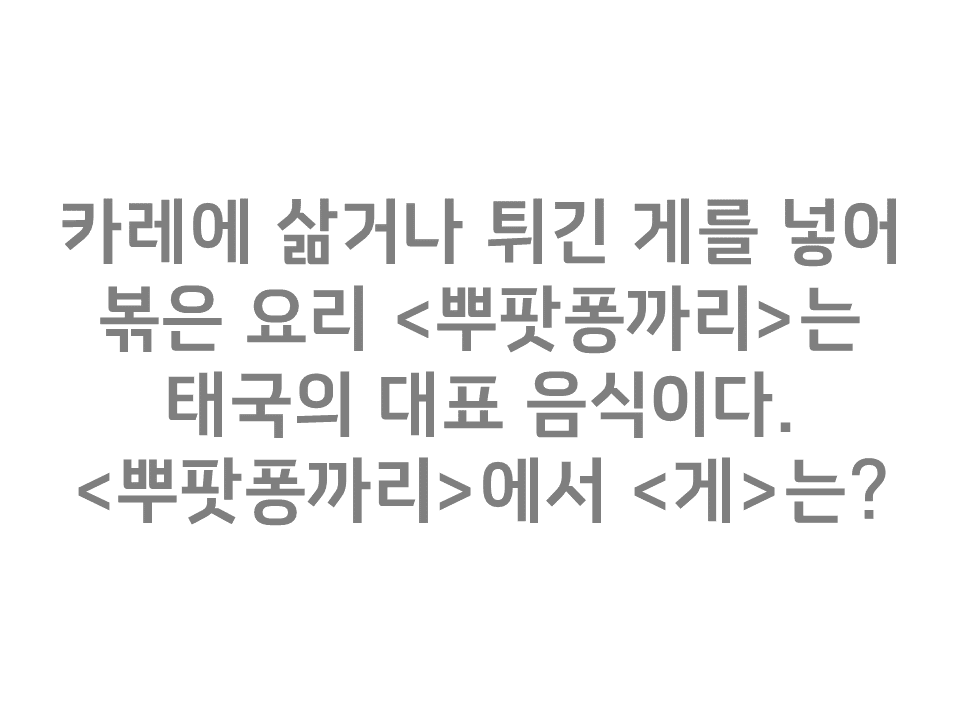 카레에 삶거나 튀긴 게를 넣어
볶은 요리 <뿌팟퐁까리>는
태국의 대표 음식이다.
<뿌팟퐁까리>에서 <게>는?